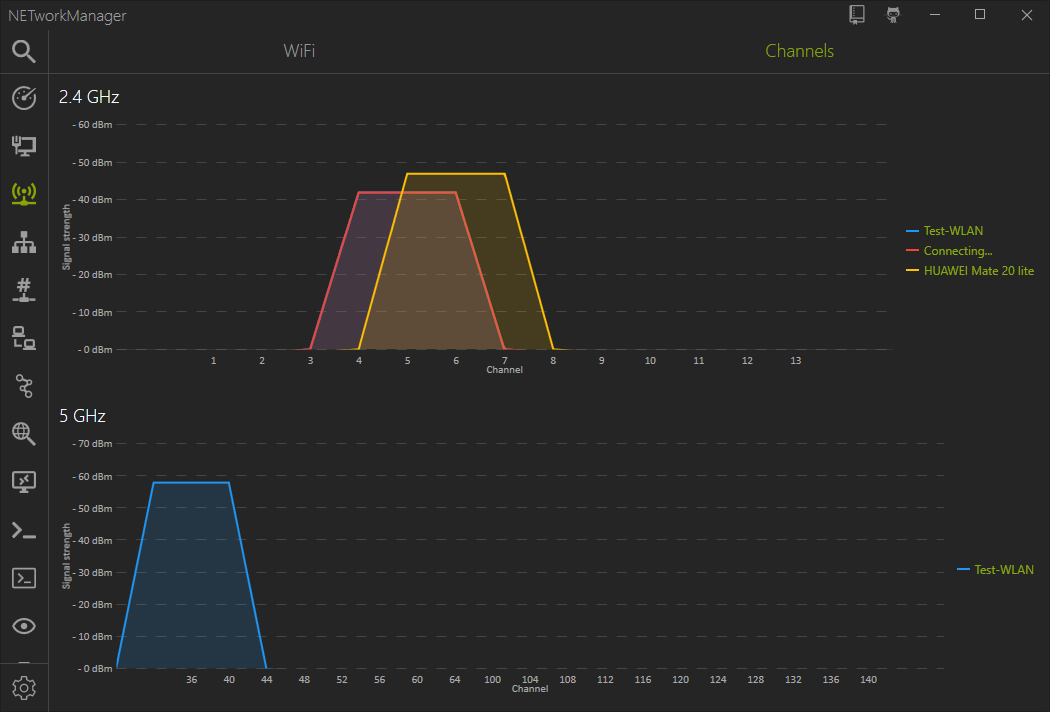 NETworkManager
WiFi
Channels
2.4 GHz
- 60 dBm
- 50 dBm
- 40 dBm
- 30 dBm
- 20 dBm
- 10 dBm
- 0 dBm
Signal strength
1 2 3 4 5 6 7 8 9 10 11 12 13
Channel
Test-WLAN
Connecting...
HUAWEI Mate 20 lite
5 GHz
- 70 dBm
- 60 dBm
- 50 dBm
- 40 dBm
- 30 dBm
- 20 dBm
- 10 dBm
- 0 dBm
Signal strength
36 40 44 48 52 56 60 64 100 104 108 112 116 120 124 128 132 136 140
Channel
Test-WLAN